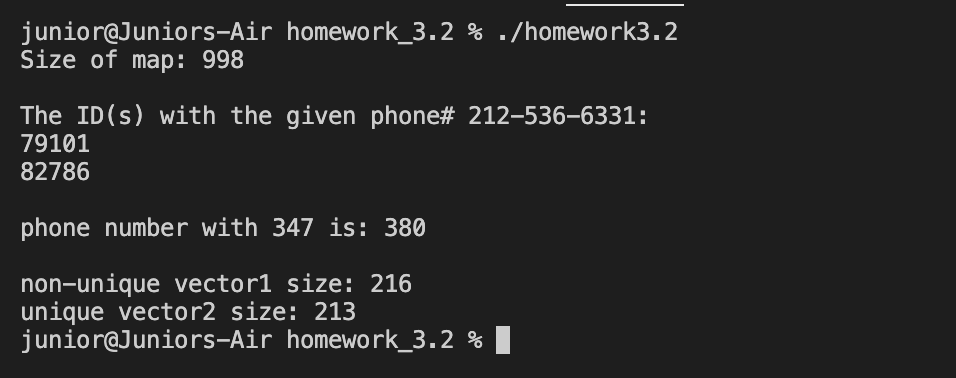 junior@Juniors-Air homework_3.2 % ./homework3.2
Size of map: 998
The ID(s) with the given phone# 212-536-6331:
79101
82786
phone number with 347 is: 380
non-unique vector1 size: 216
unique vector2 size: 213
junior@Juniors-Air homework_3.2 %